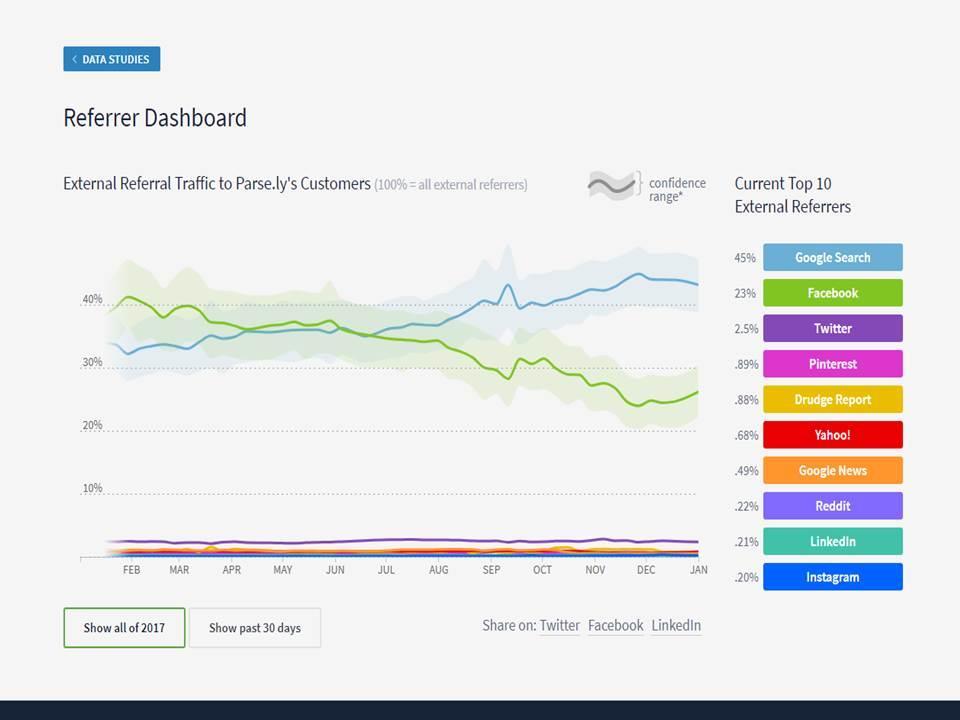 DATA STUDIES
Referrer Dashboard
External Referral Traffic to Parse.ly's Customers (100% = all external referrers)
confidence
range*
Current Top 10
External Referrers
40%
30%
20%
10%
FEB MAR APR MAY JUN JUL AUG SEP OCT NOV DEC JAN
45% Google Search
23% Facebook
2.5% Twitter
.89% Pinterest
.88% Drudge Report
.68% Yahoo!
.49% Google News
.22% Reddit
.21% LinkedIn
.20% Instagram
Show all of 2017 Show past 30 days
Share on: Twitter Facebook LinkedIn